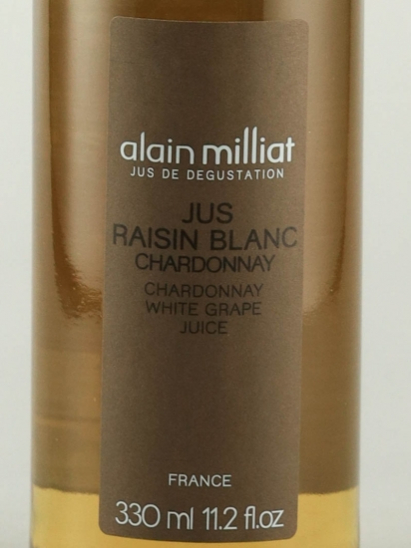 alain milliat
JUS DE DEGUSTATION
JUS
RAISIN BLANC
CHARDONNAY
CHARDONNAY
WHITE GRAPE
JUICE
FRANCE
330 ml 11.2 fl.oz